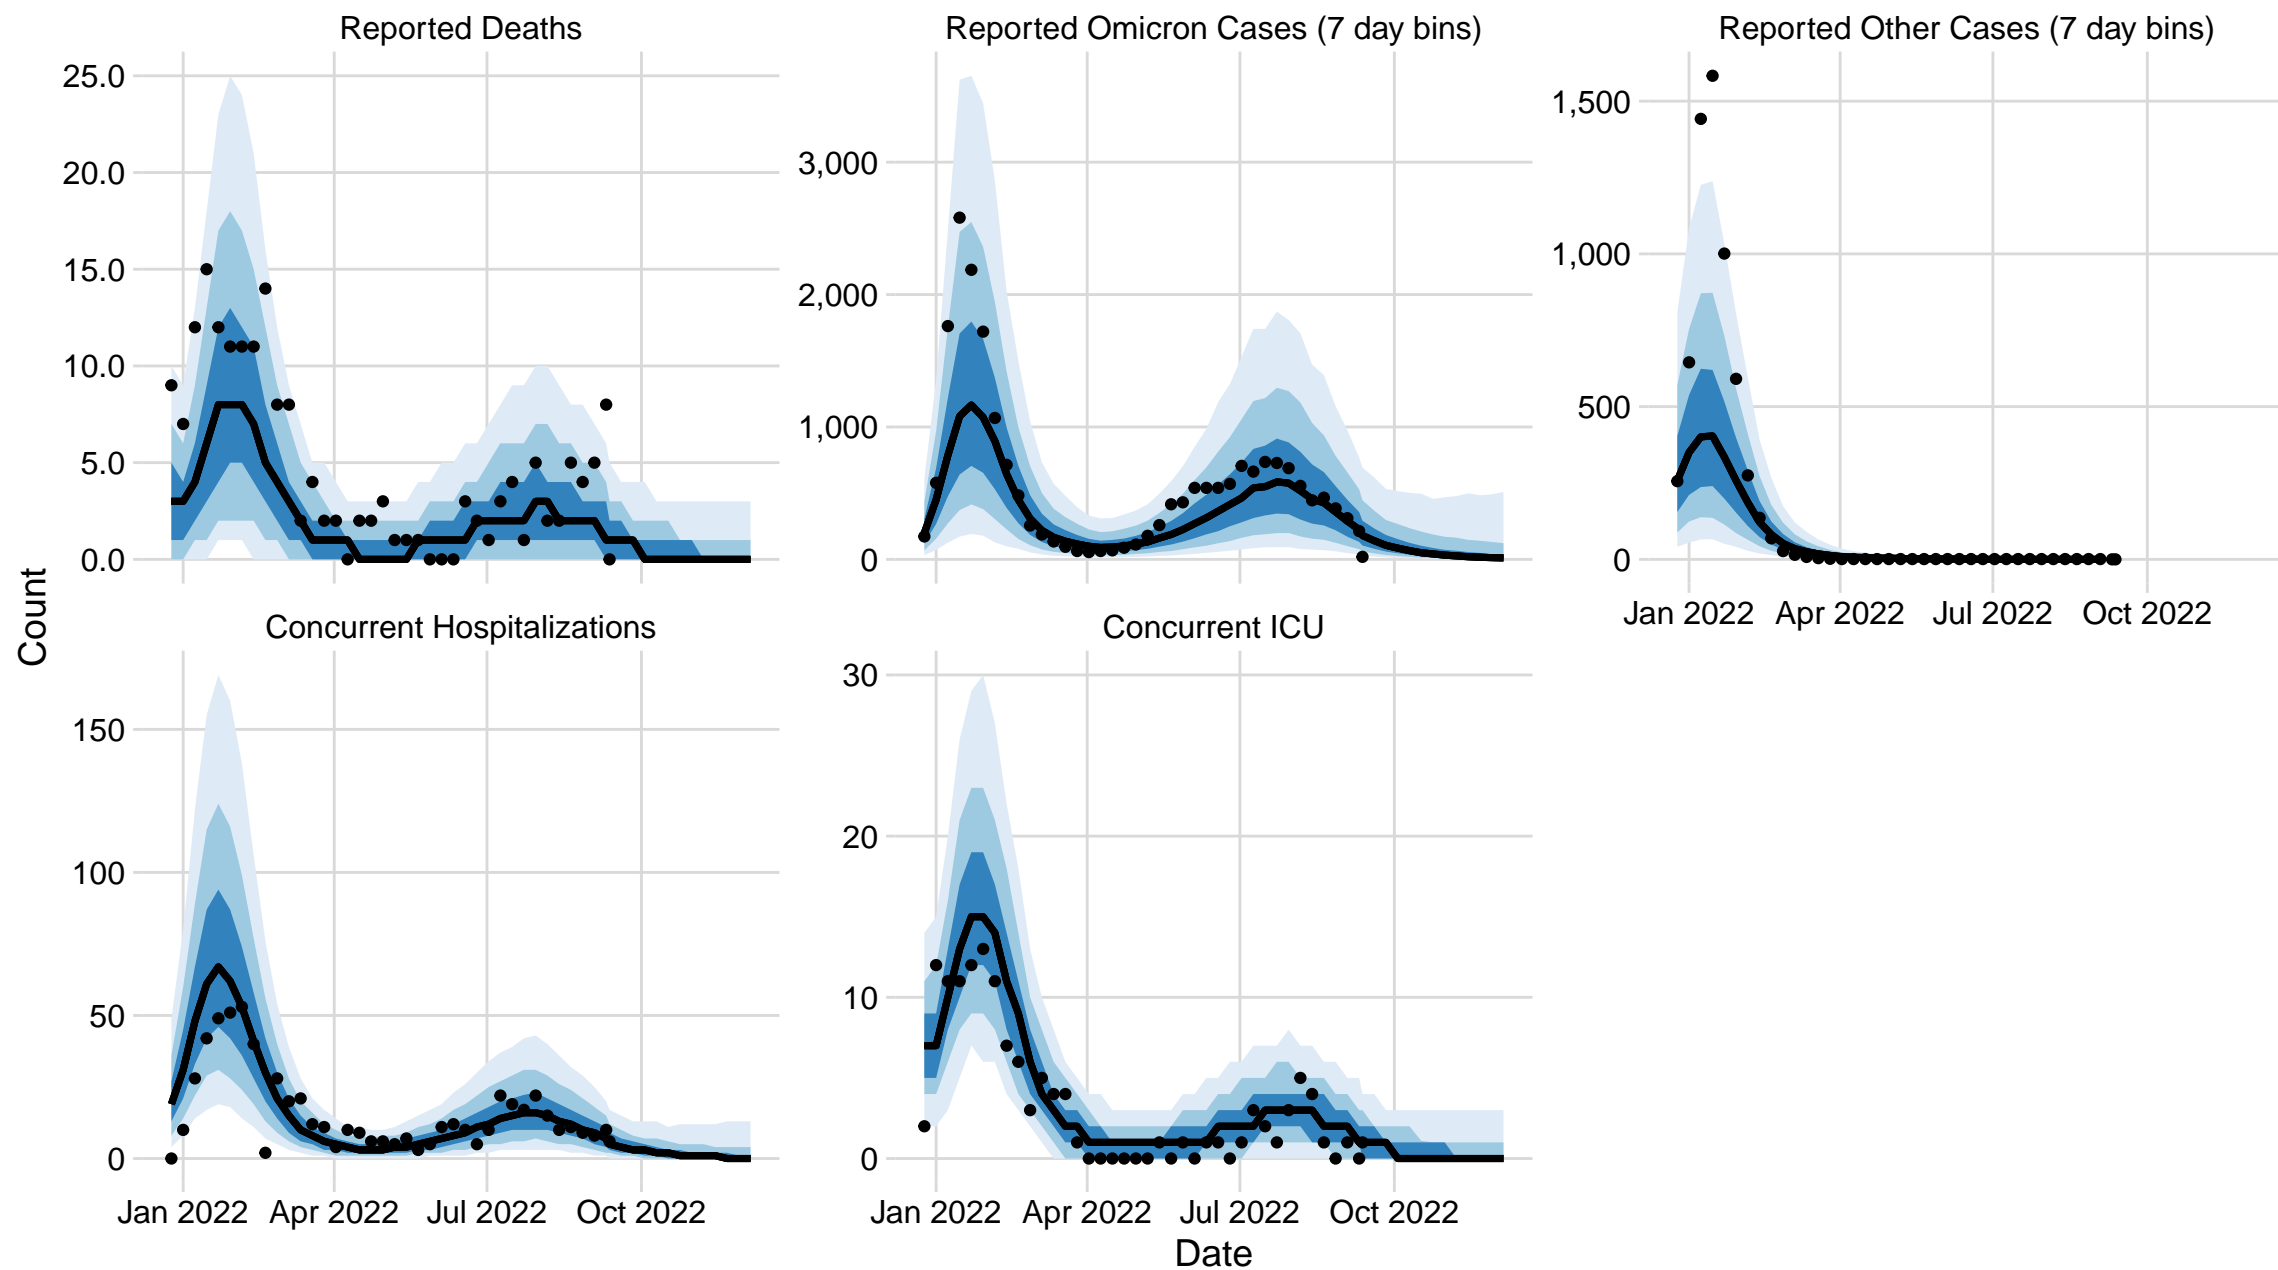 Reported Deaths
25.0
20.0
15.0
10.0
5.0
0.0
Reported Omicron Cases (7 day bins)
3,000
2,000
1,000
0
Reported Other Cases (7 day bins)
1,500
1,000
500
0
Jan 2022 Apr 2022 Jul 2022 Oct 2022
Count
Concurrent Hospitalizations
150
100
50
0
Jan 2022 Apr 2022 Jul 2022 Oct 2022
Concurrent ICU
30
20
10
0
Jan 2022 Apr 2022 Jul 2022 Oct 2022
Date